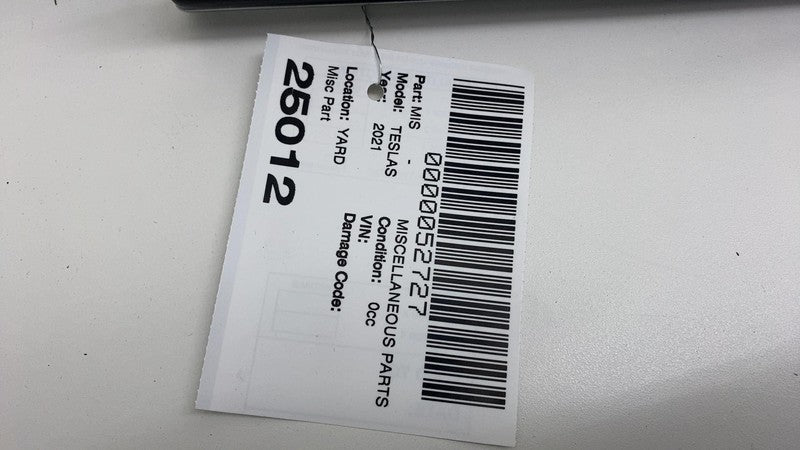 0000052727
Part: MIS - MISCELLANEOUS PARTS
Model: TESLAS Condition: 0cc
Year: 2021 VIN:
Location: YARD Damage Code:
Misc Part
25012